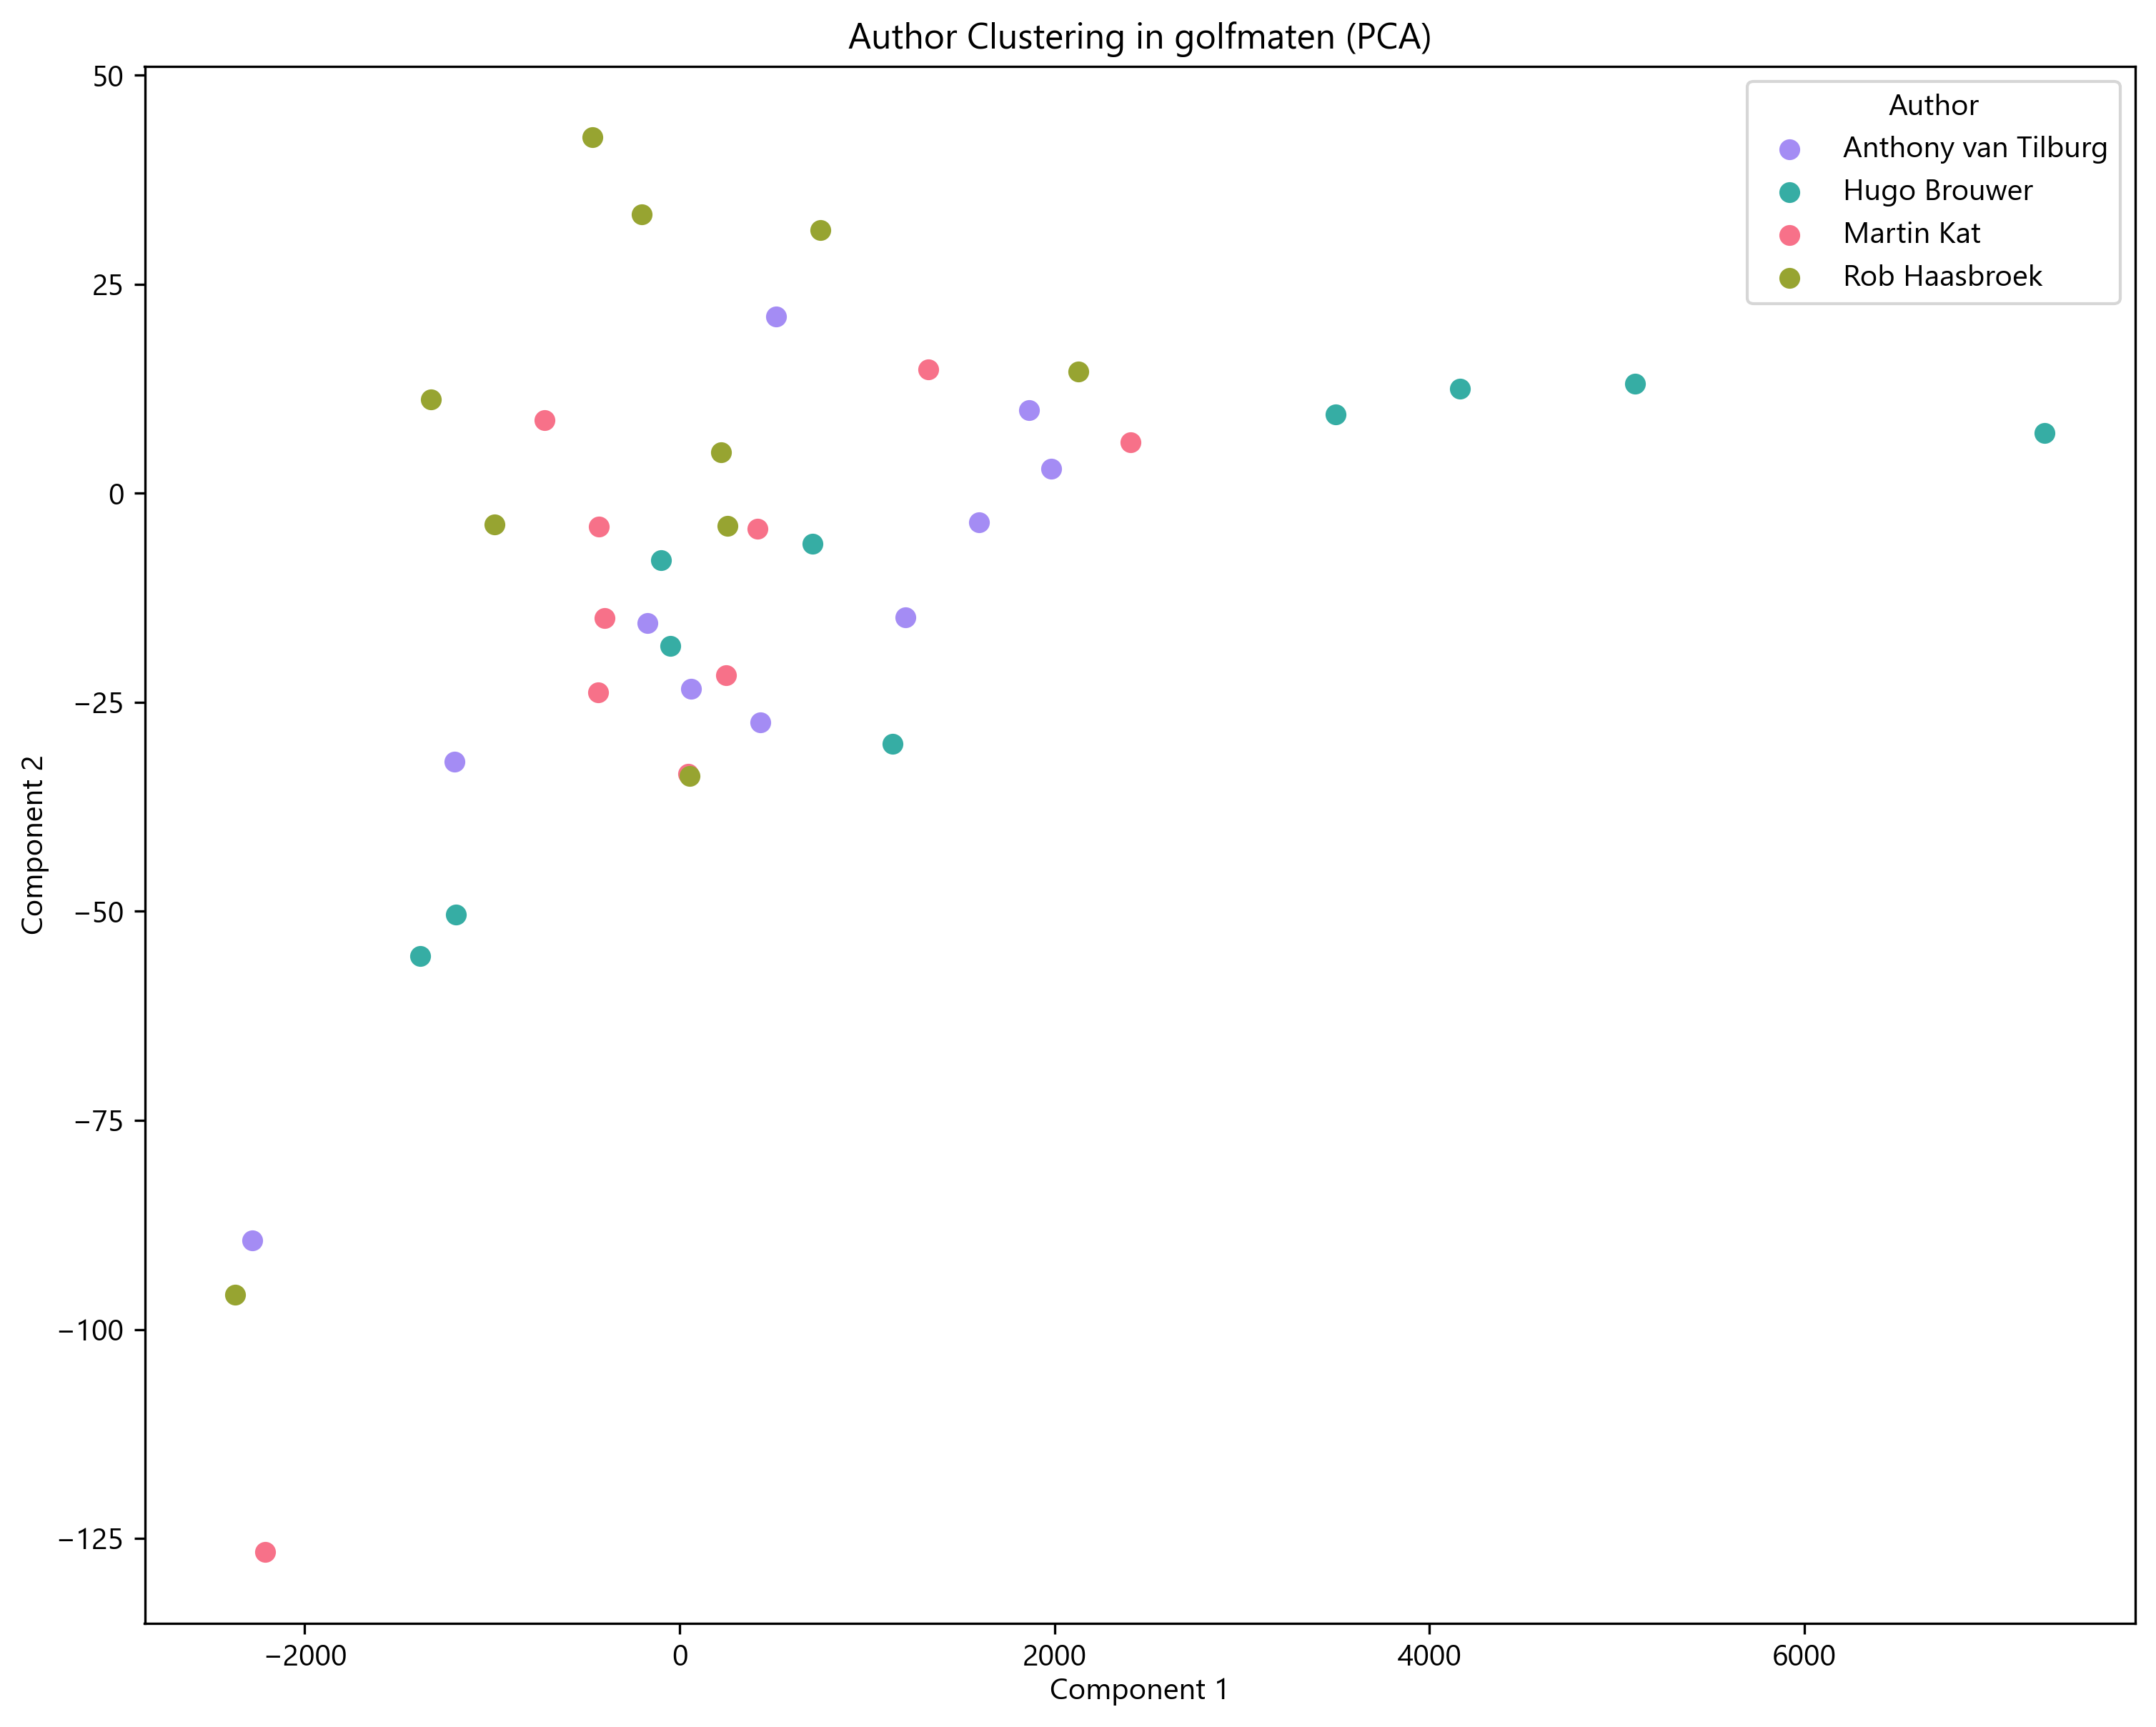 Author Clustering in golfmaten (PCA)
Author
Anthony van Tilburg
Hugo Brouwer
Martin Kat
Rob Haasbroek
50
25
0
−25
−50
−75
−100
−125
Component 2
−2000 0 2000 4000 6000
Component 1